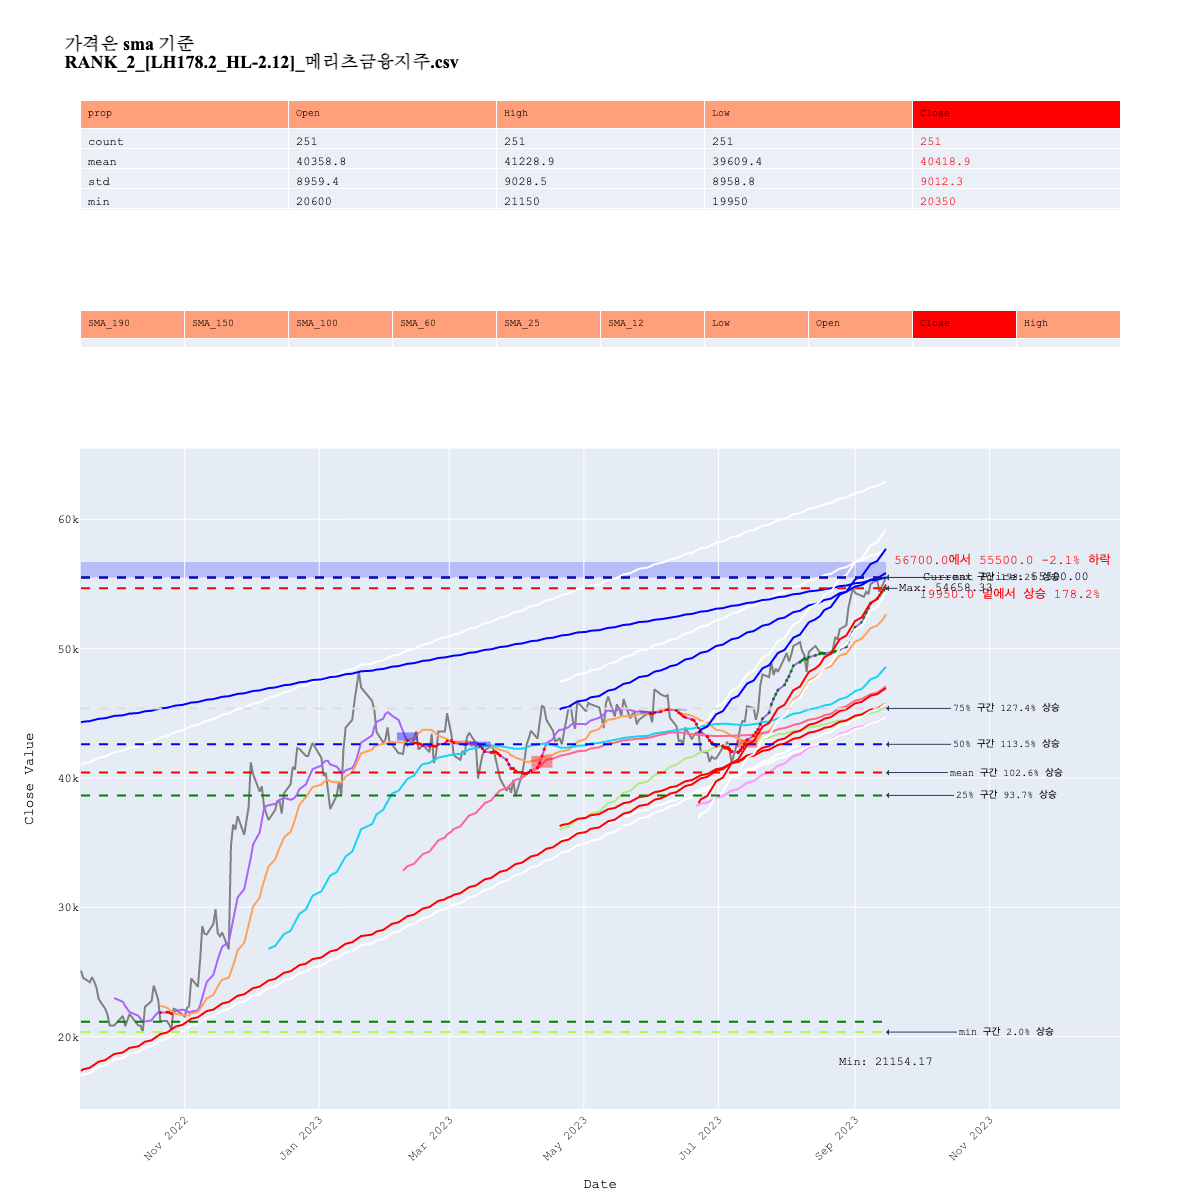 가격은 sma 기준
RANK_2_[LH178.2_HL-2.12]_메리츠금융지주.csv
prop Open High Low Close
count 251 251 251 251
mean 40358.8 41228.9 39609.4 40418.9
std 8959.4 9028.5 8958.8 9012.3
min 20600 21150 19950 20350
SMA_190 SMA_150 SMA_100 SMA_60 SMA_25 SMA_12 Low Open Close High
60k
50k
40k
30k
20k
Close Value
56700.0에서 55500.0 -2.1% 하락
Current Price: 55500.00
Max: 54658.33
19950.0 밑에서 상승 178.2%
75% 구간 127.4% 상승
50% 구간 113.5% 상승
mean 구간 102.6% 상승
25% 구간 93.7% 상승
min 구간 2.0% 상승
Min: 21154.17
Nov 2022
Jan 2023
Mar 2023
May 2023
Jul 2023
Sep 2023
Nov 2023
Date